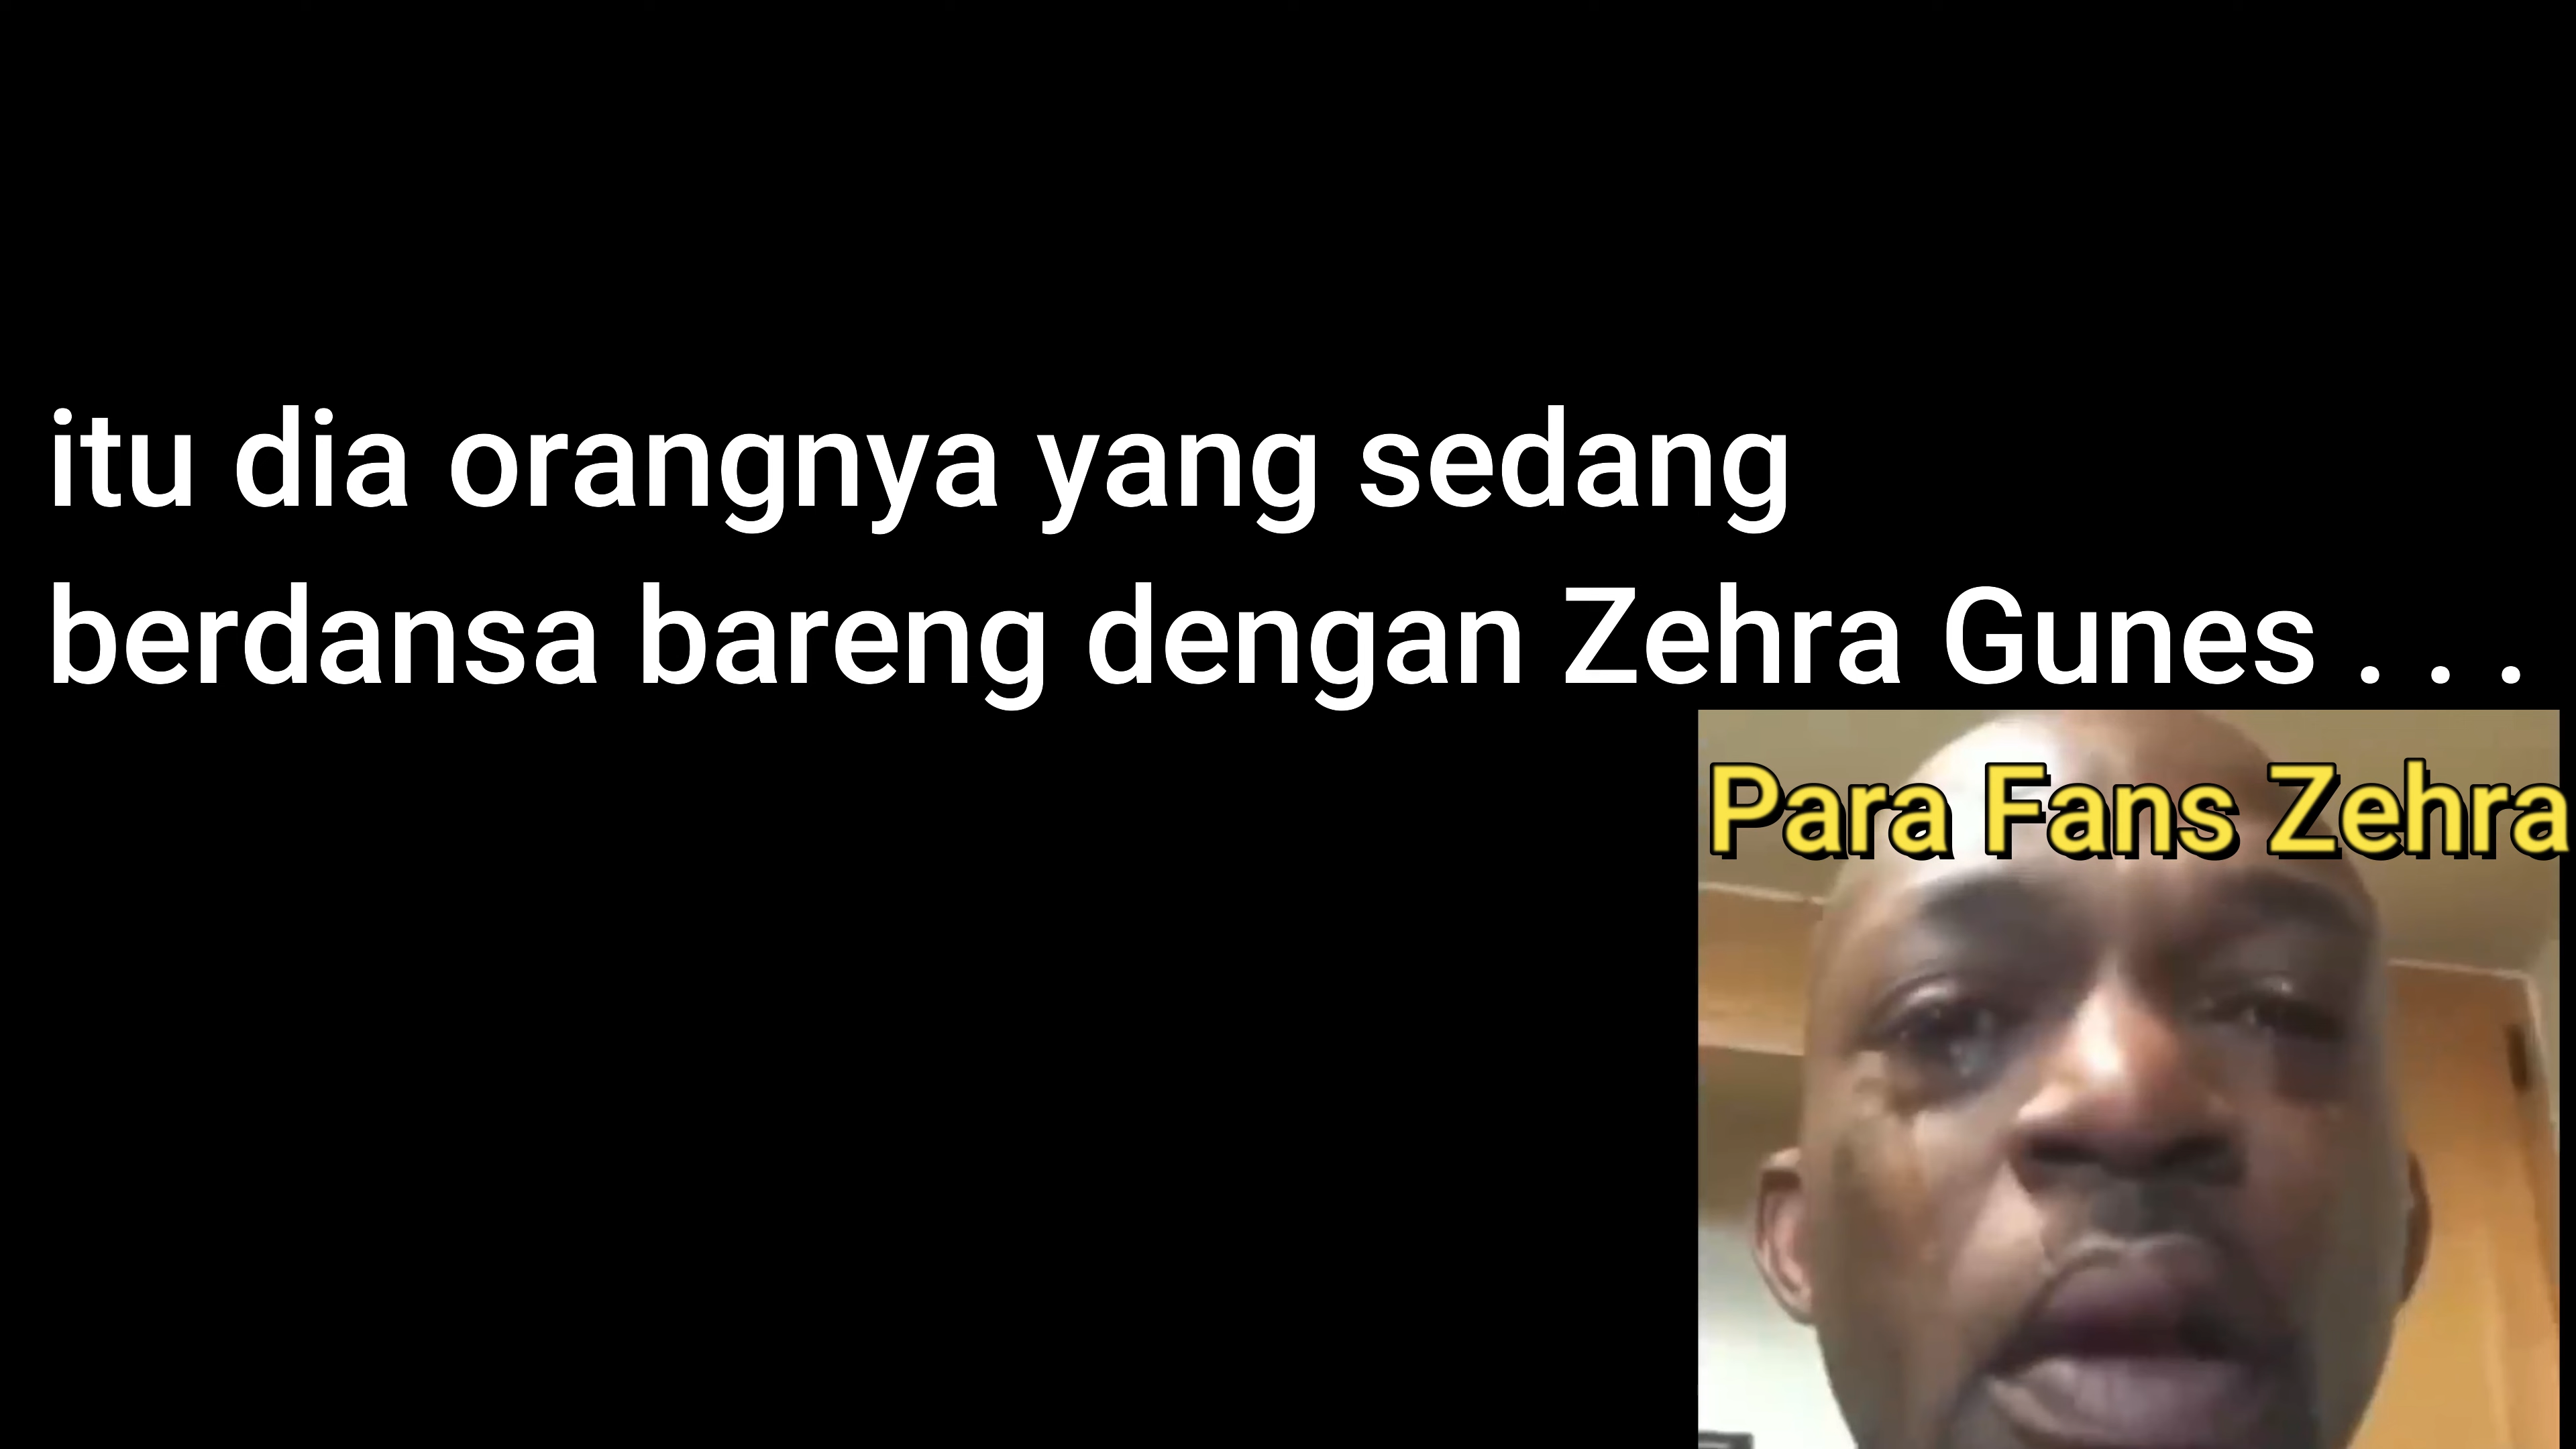 itu dia orangnya yang sedang
berdansa bareng dengan Zehra Gunes . . .
Para Fans Zehra